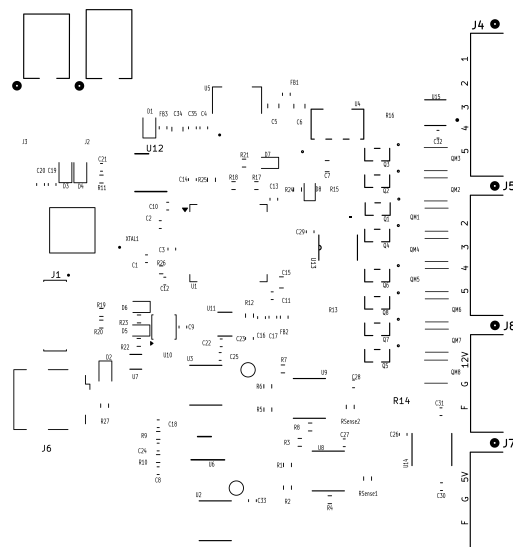 J4
1
FB1
U5
U15
2
D1
FB3
C34
C35
C4
C5
C6
U4
R16
3
4
C32
J3
J2
U12
5
R21
D7
Q3
QM3
C20
C19
C21
C7
C14
R25
R18
R17
R24
D8
R15
Q2
QM2
J5
D3
D4
R11
C13
1
C10
Q1
QM1
C2
2
XTAL1
C29
Q4
QM4
C3
3
C1
R26
U13
J1
C12
U1
C15
Q6
QM5
4
C11
5
R19
D6
U11
R12
R13
Q8
QM6
J8
R20
R23
D5
C9
C16
C17
FB2
Q7
QM7
R22
C22
C23
12V
U10
C25
D2
U3
R7
Q5
QM8
U7
U9
G
R6
C28
R14
R27
R5
C31
F
C18
R8
RSense2
R9
R3
C27
C26
J7
J6
C24
U8
U14
R10
U6
R1
5V
C8
RSense1
U2
R2
C30
G
C33
R4
F